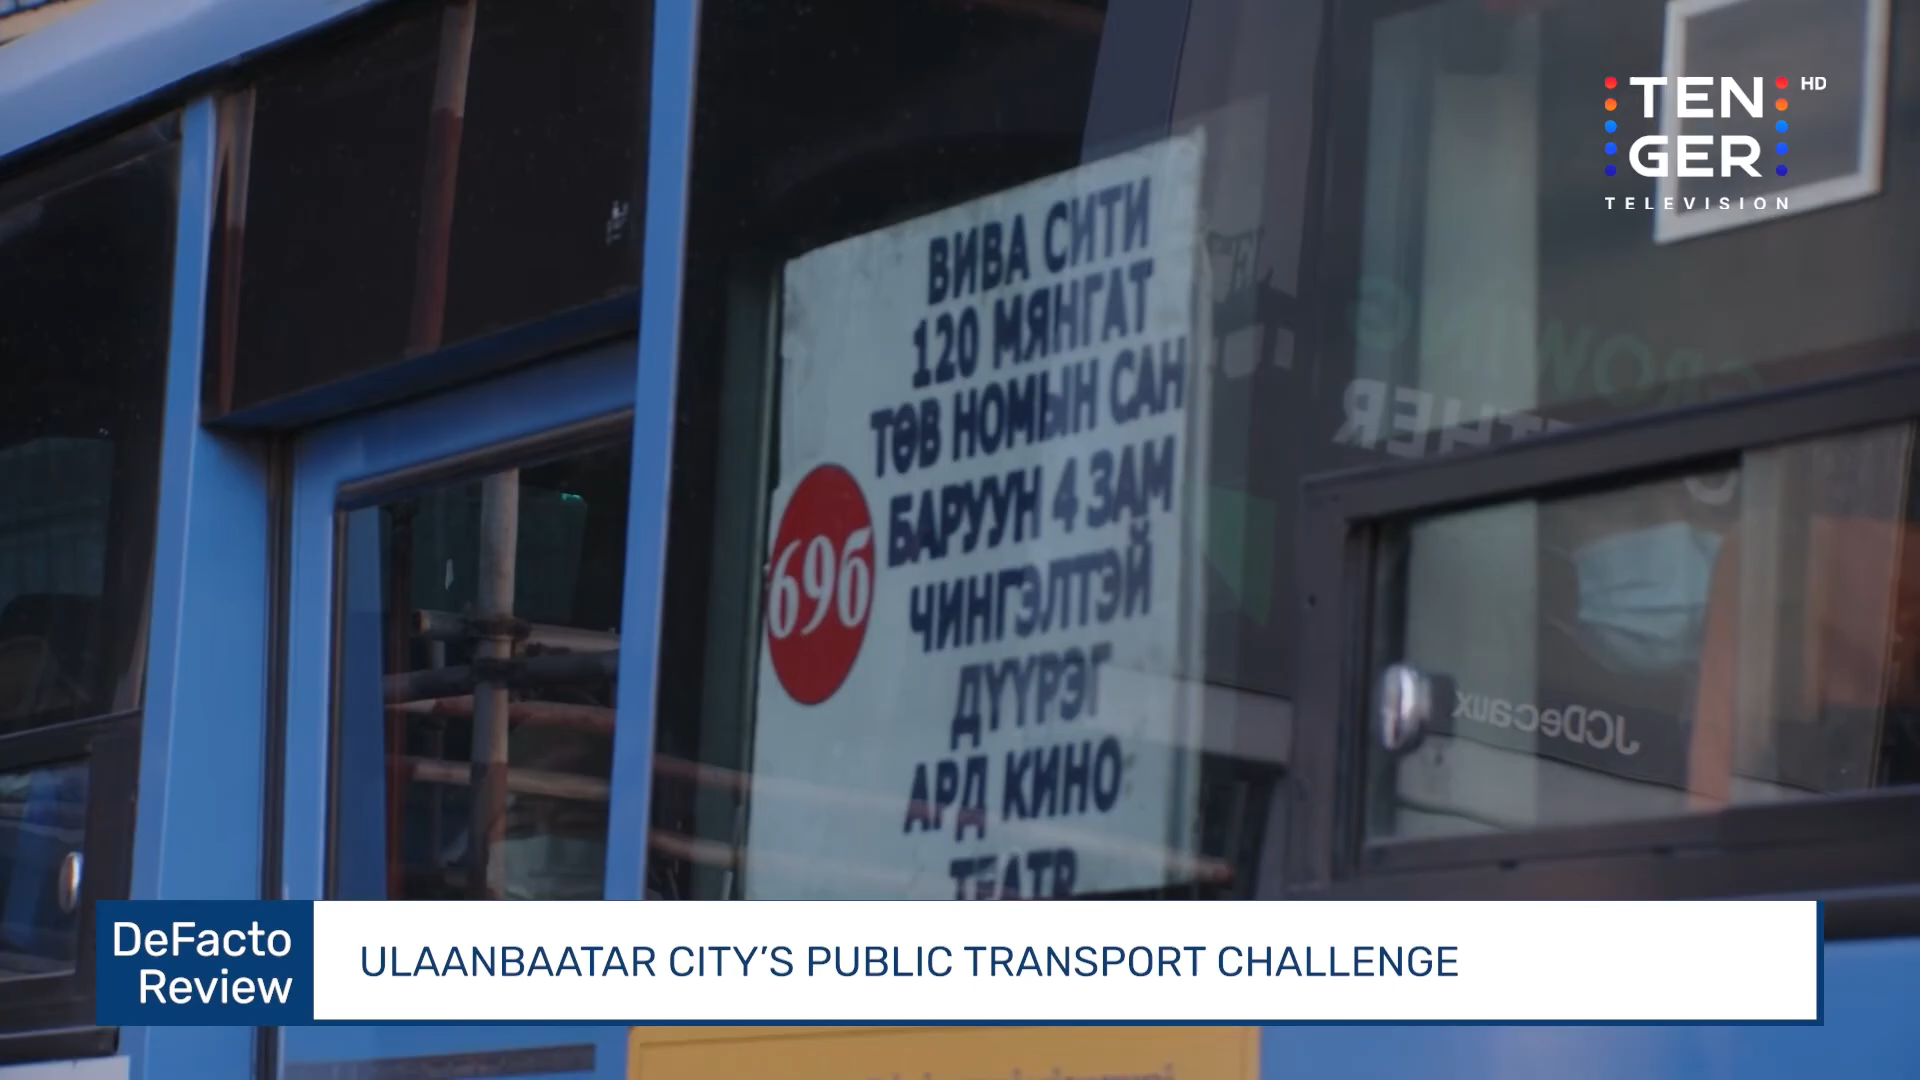 TEN HD
GER
TELEVISION
ВИВА СИТИ
120 МЯНГАТ
ТӨВ НОМЫН САН
БАРУУН 4 ЗАМ
69б
ЧИНГЭЛТЭЙ
ДҮҮРЭГ
АРД КИНО
ТЕАТР
JCDecaux
DeFacto
Review
ULAANBAATAR CITY’S PUBLIC TRANSPORT CHALLENGE